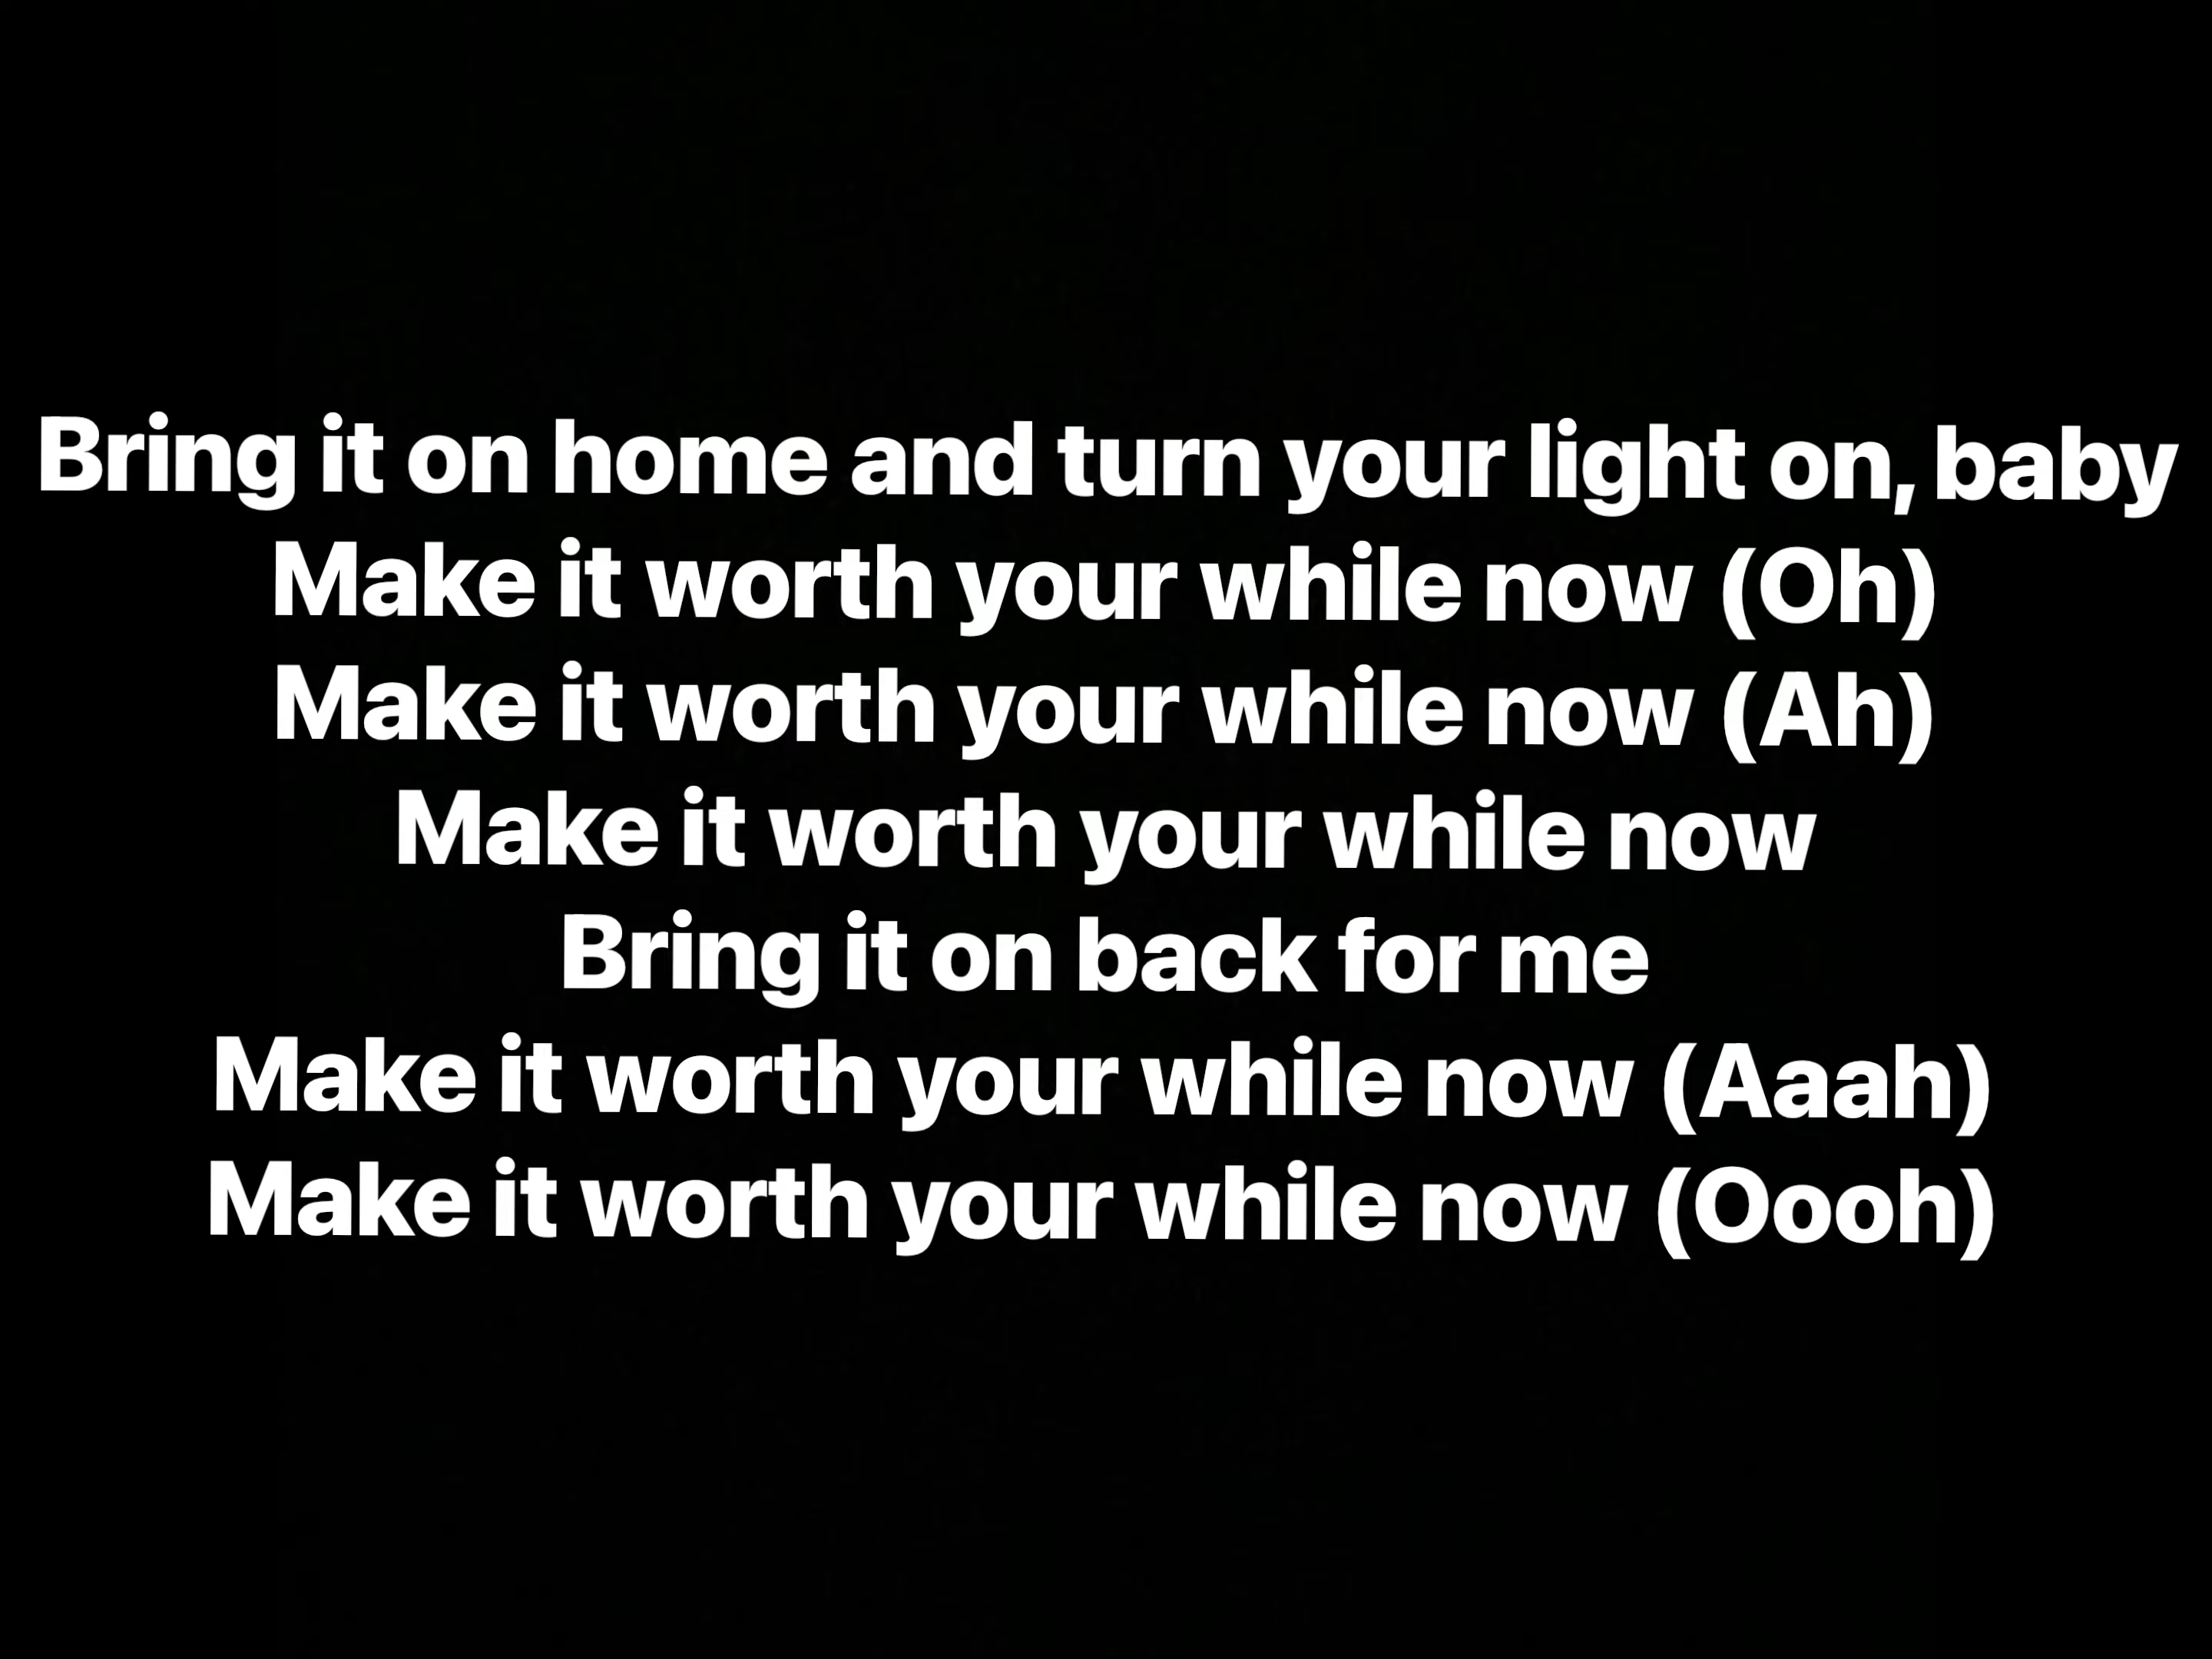 Bring it on home and turn your light on, baby
Make it worth your while now (Oh)
Make it worth your while now (Ah)
Make it worth your while now
Bring it on back for me
Make it worth your while now (Aaah)
Make it worth your while now (Oooh)